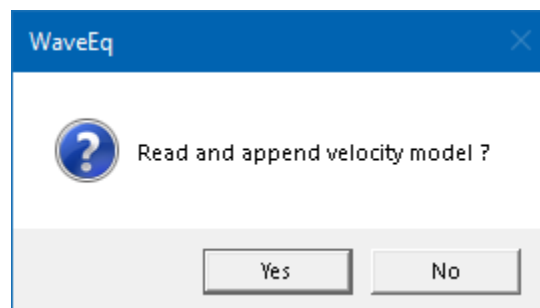 WaveEq
Read and append velocity model ?
Yes
No